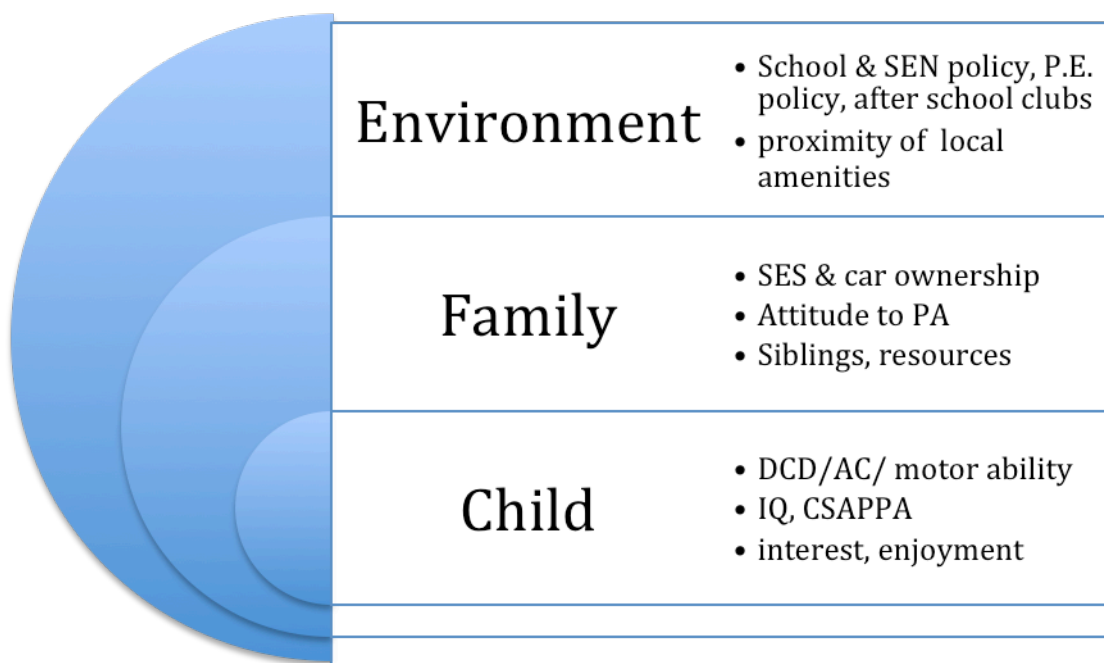 Environment
• School & SEN policy, P.E.
policy, after school clubs
• proximity of local
amenities
Family
• SES & car ownership
• Attitude to PA
• Siblings, resources
Child
• DCD/AC/ motor ability
• IQ, CSAPPA
• interest, enjoyment